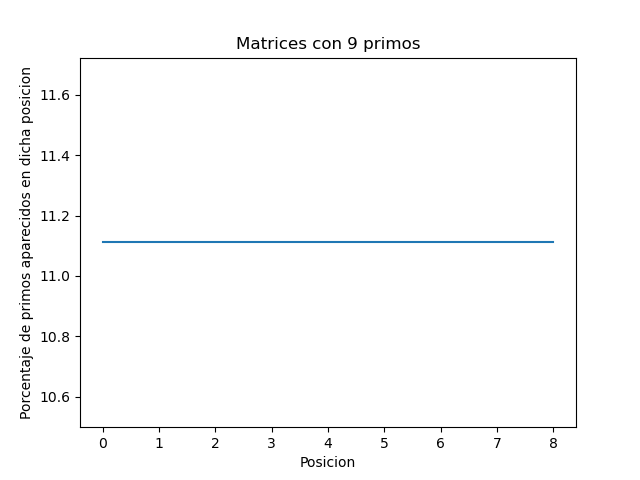 Matrices con 9 primos
Porcentaje de primos aparecidos en dicha posicion
11.6
11.4
11.2
11.0
10.8
10.6
0 1 2 3 4 5 6 7 8
Posicion